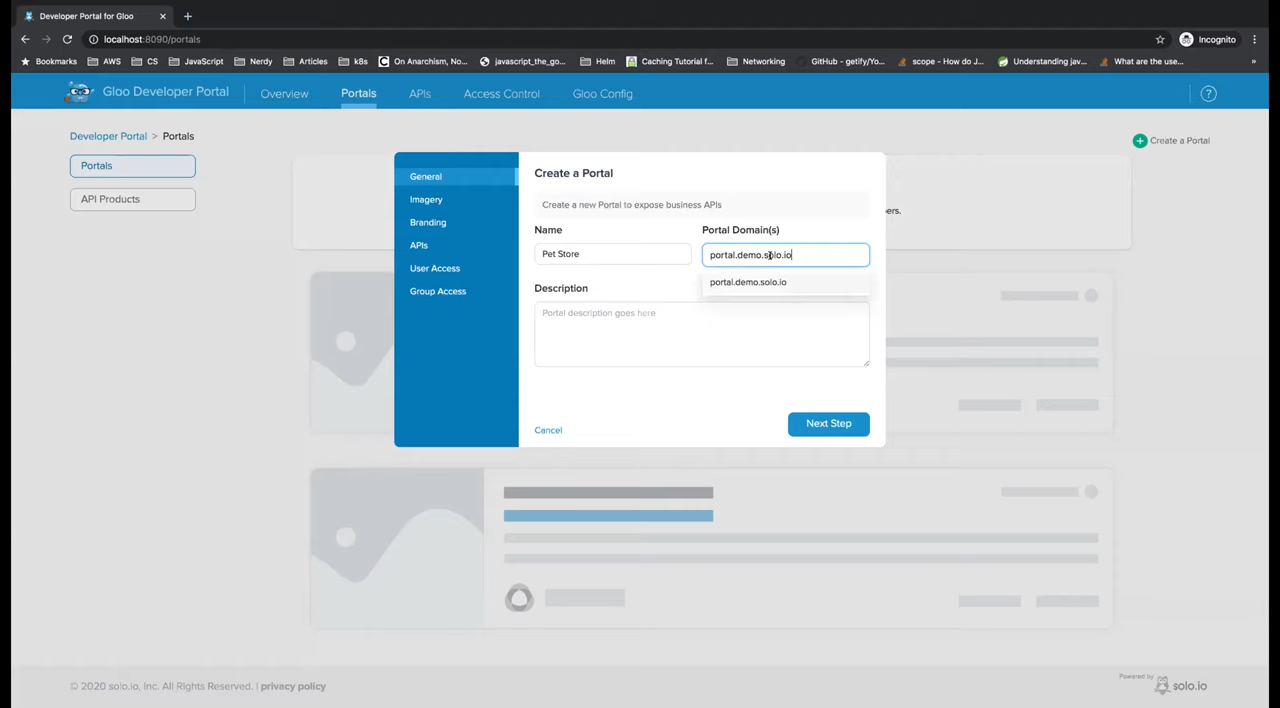 Developer Portal for Gloo
localhost:8090/portals
Incognito
Bookmarks AWS CS JavaScript Nerdy Articles k8s On Anarchism, No... javascript_the_go... Helm Caching Tutorial f... Networking GitHub - getify/Yo... scope - How do J... Understanding jav... What are the use... »
Gloo Developer Portal Overview Portals APIs Access Control Gloo Config ?
Developer Portal > Portals
Create a Portal
Portals
API Products
ers.
General
Imagery
Branding
APIs
User Access
Group Access
Create a Portal
Create a new Portal to expose business APIs
Name Portal Domain(s)
Pet Store portal.demo.solo.io
portal.demo.solo.io
Description
Portal description goes here
Cancel Next Step
© 2020 solo.io, Inc. All Rights Reserved. | privacy policy
Powered by
solo.io